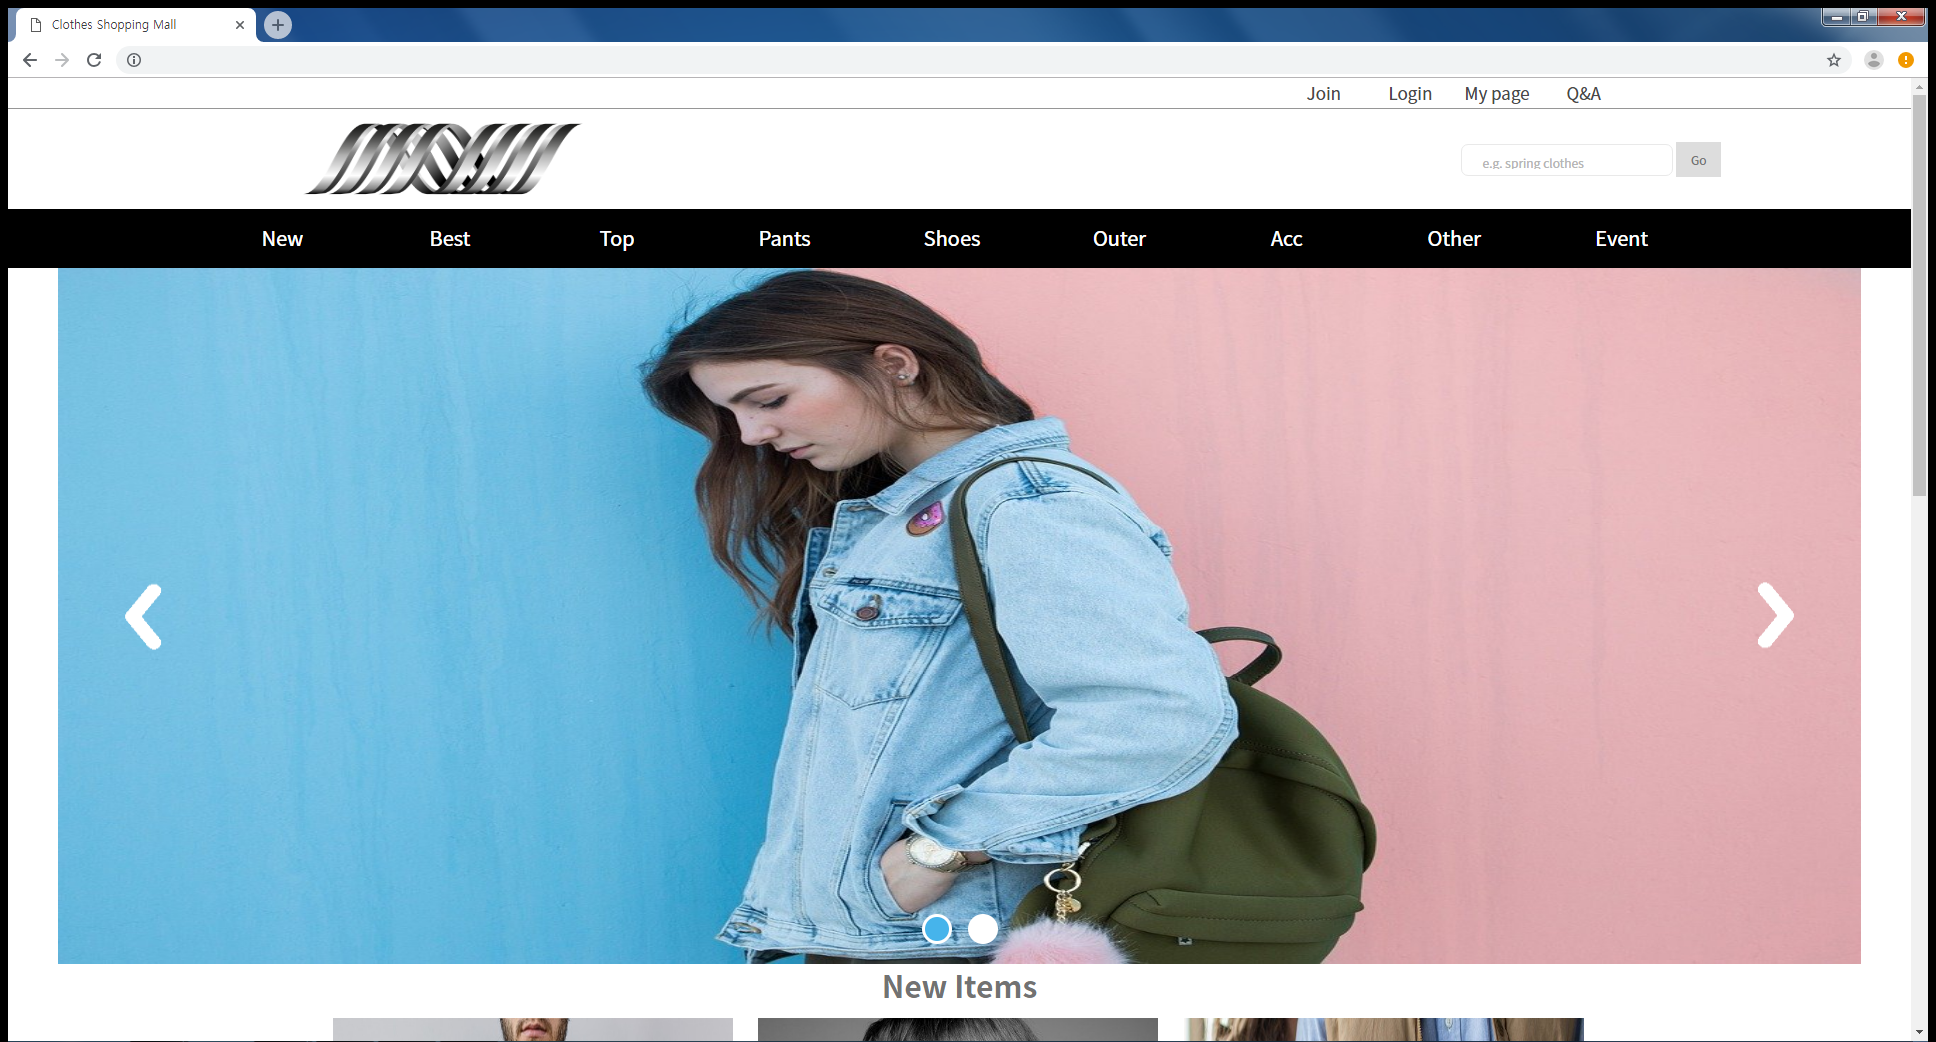 Clothes Shopping Mall
Join Login My page Q&A
e.g. spring clothes Go
New Best Top Pants Shoes Outer Acc Other Event
New Items